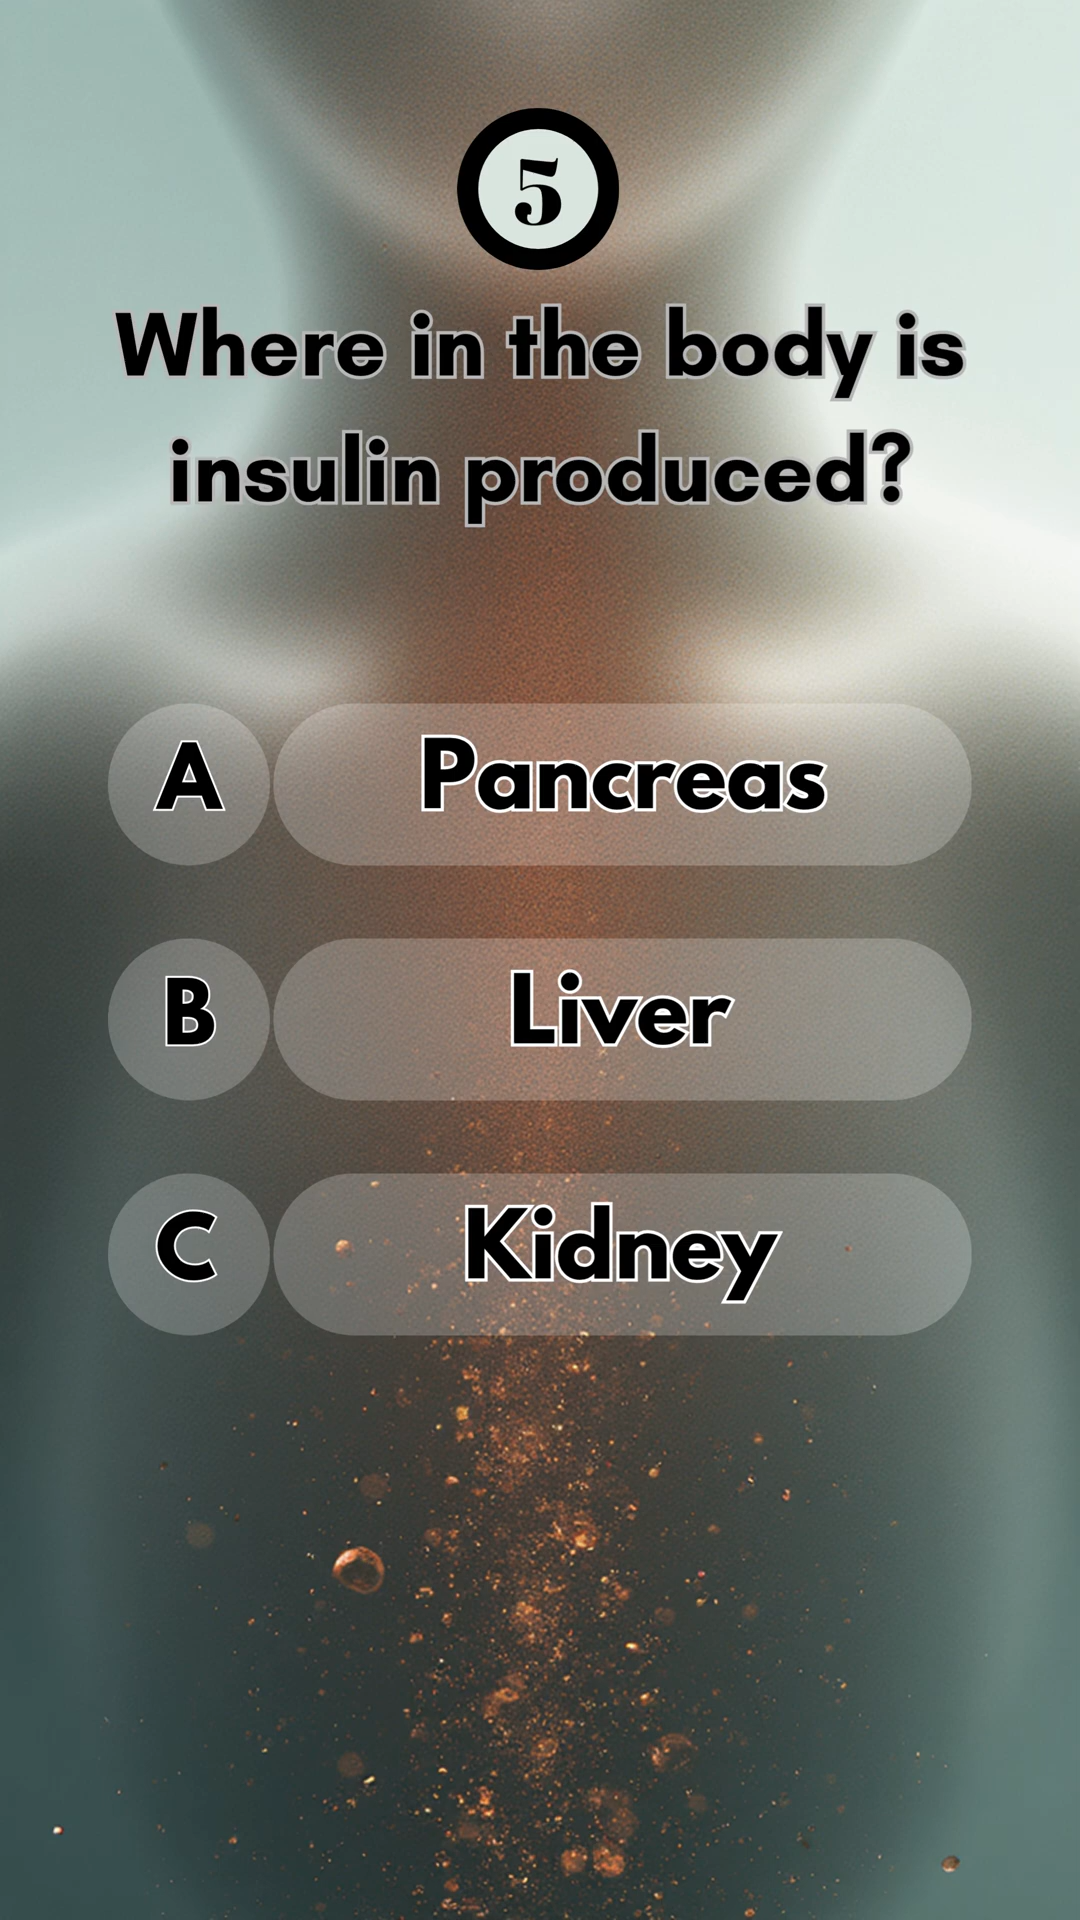 5
Where in the body is
insulin produced?
A Pancreas
B Liver
C Kidney